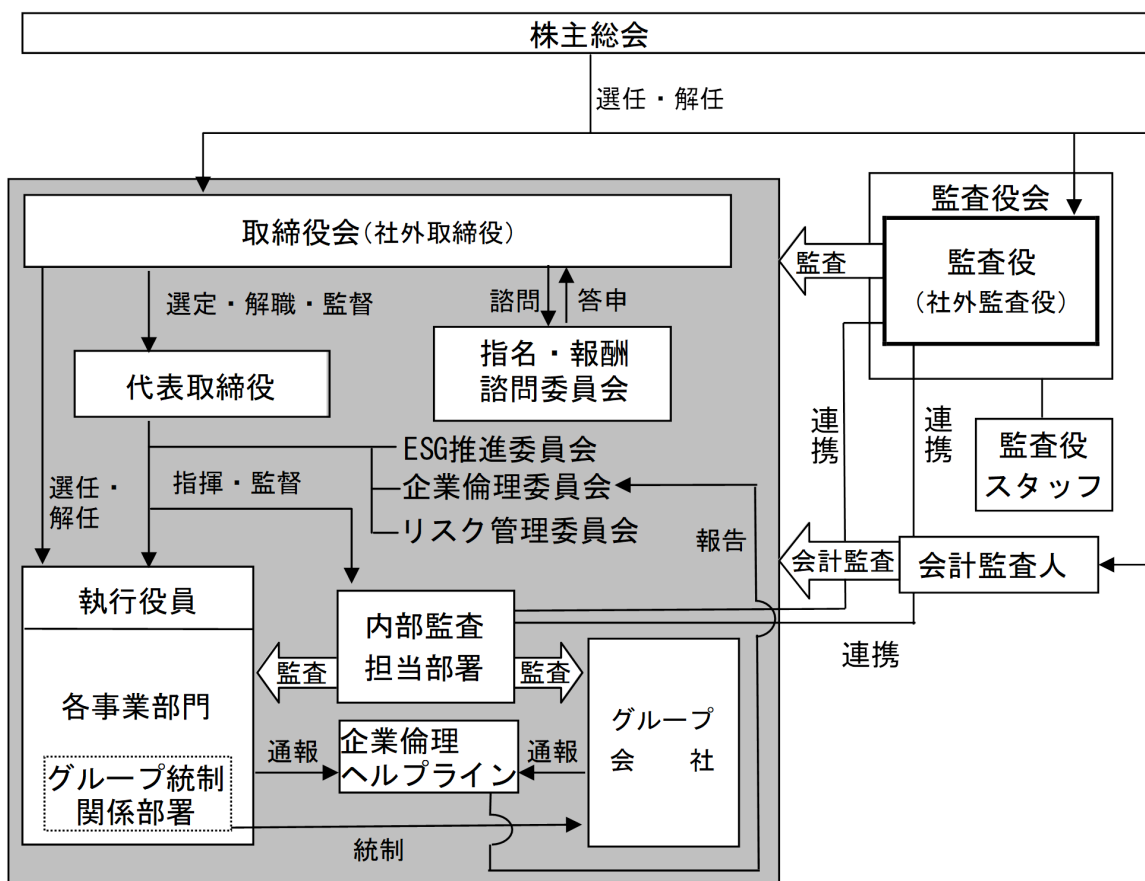 株主総会
選任・解任
監査役会
取締役会(社外取締役)
監査
監査役
(社外監査役)
選定・解職・監督
諮問
答申
代表取締役
指名・報酬
諮問委員会
連携
連携
監査役
スタッフ
ESG推進委員会
企業倫理委員会
リスク管理委員会
選任・
解任
指揮・監督
報告
会計監査
会計監査人
執行役員
内部監査
担当部署
連携
監査
監査
各事業部門
グループ
会 社
通報
企業倫理
ヘルプライン
通報
グループ統制
関係部署
統制